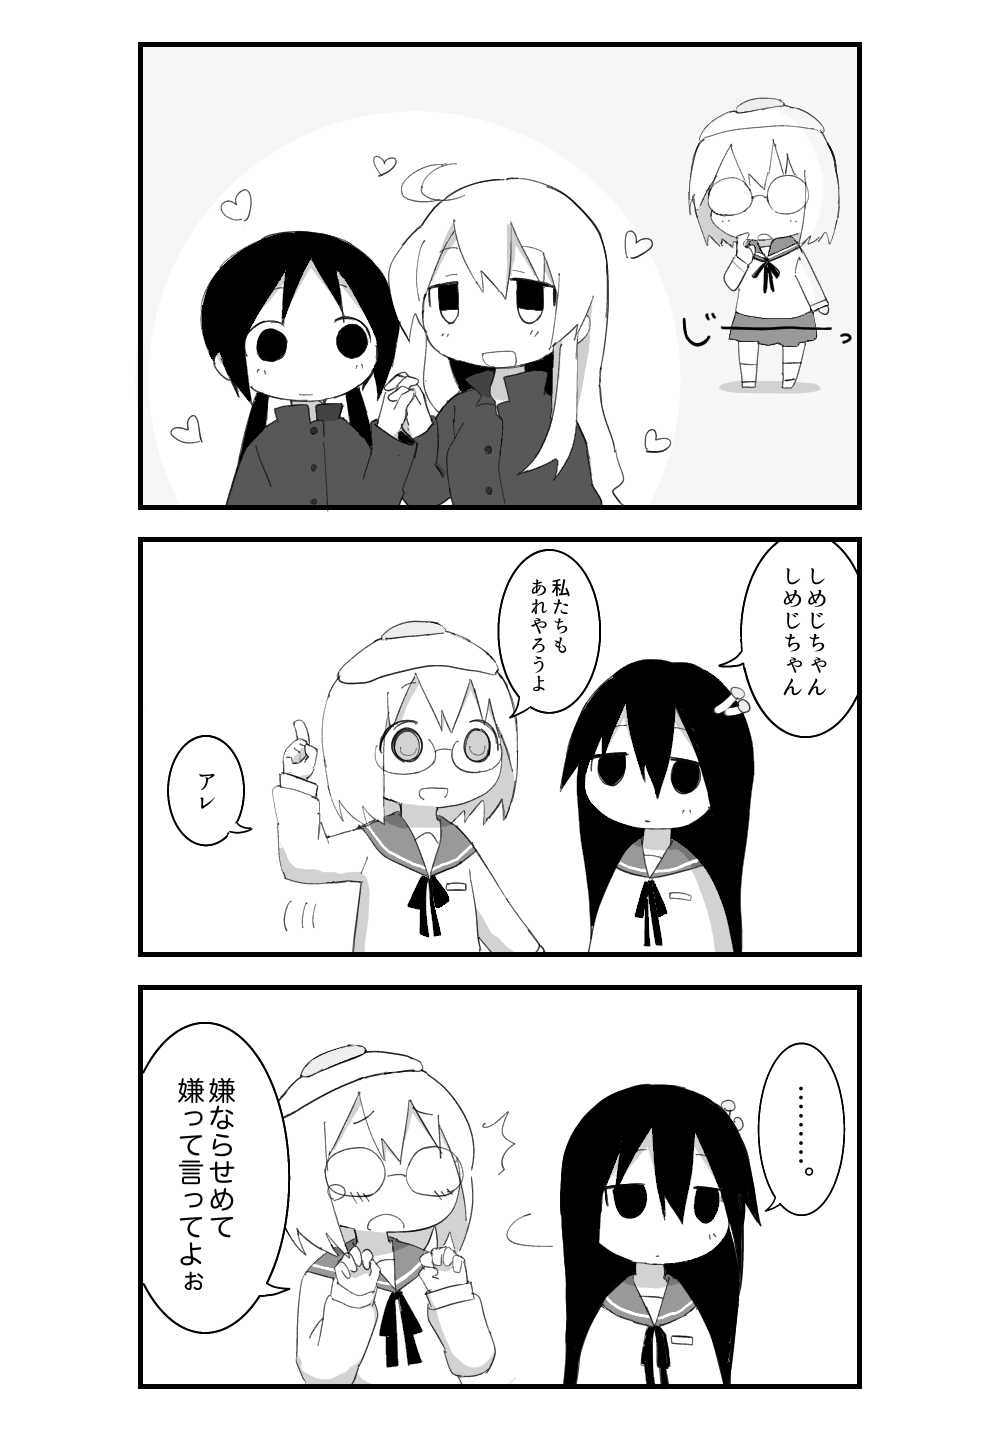 じーっ
しめじちゃん
しめじちゃん
私たちも
あれやろうよ
アレ
………。
嫌ならせめて
嫌って言ってよぉ